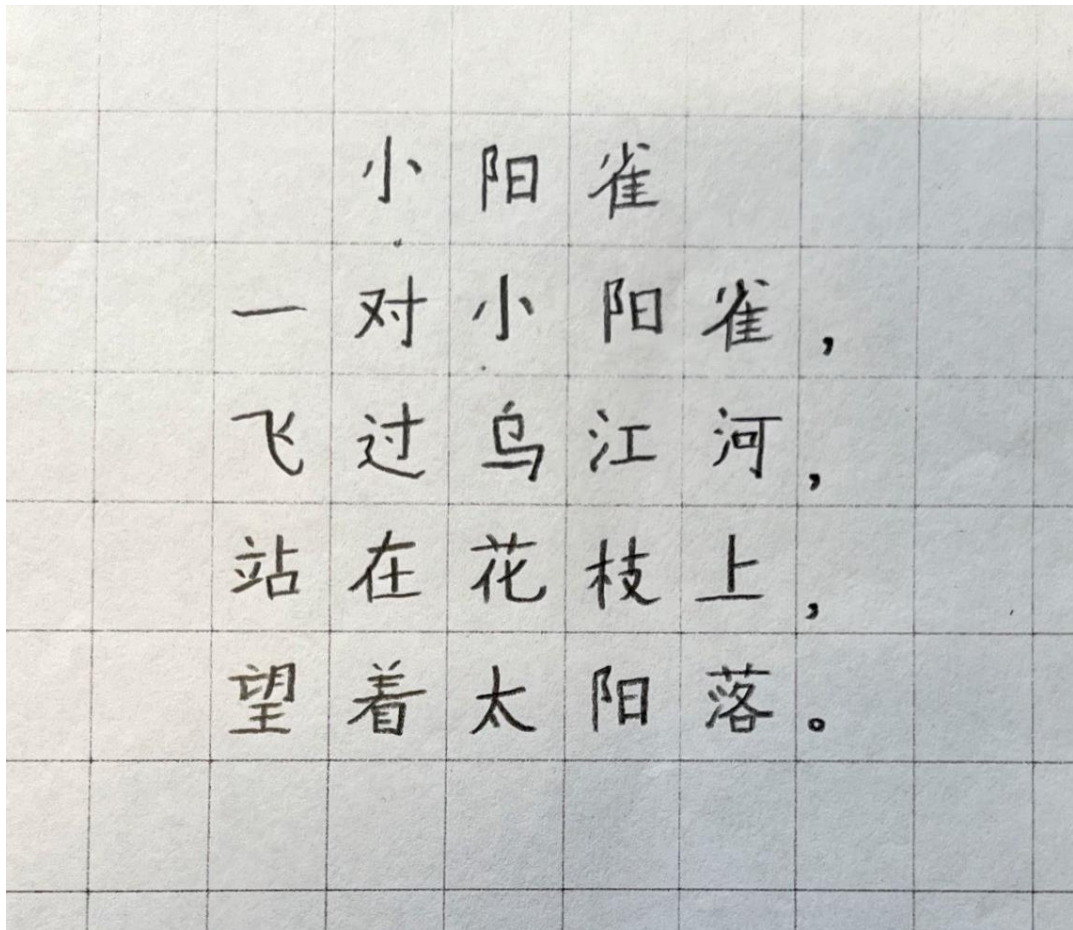 小阳雀
一对小阳雀，
飞过乌江河，
站在花枝上，
望着太阳落。